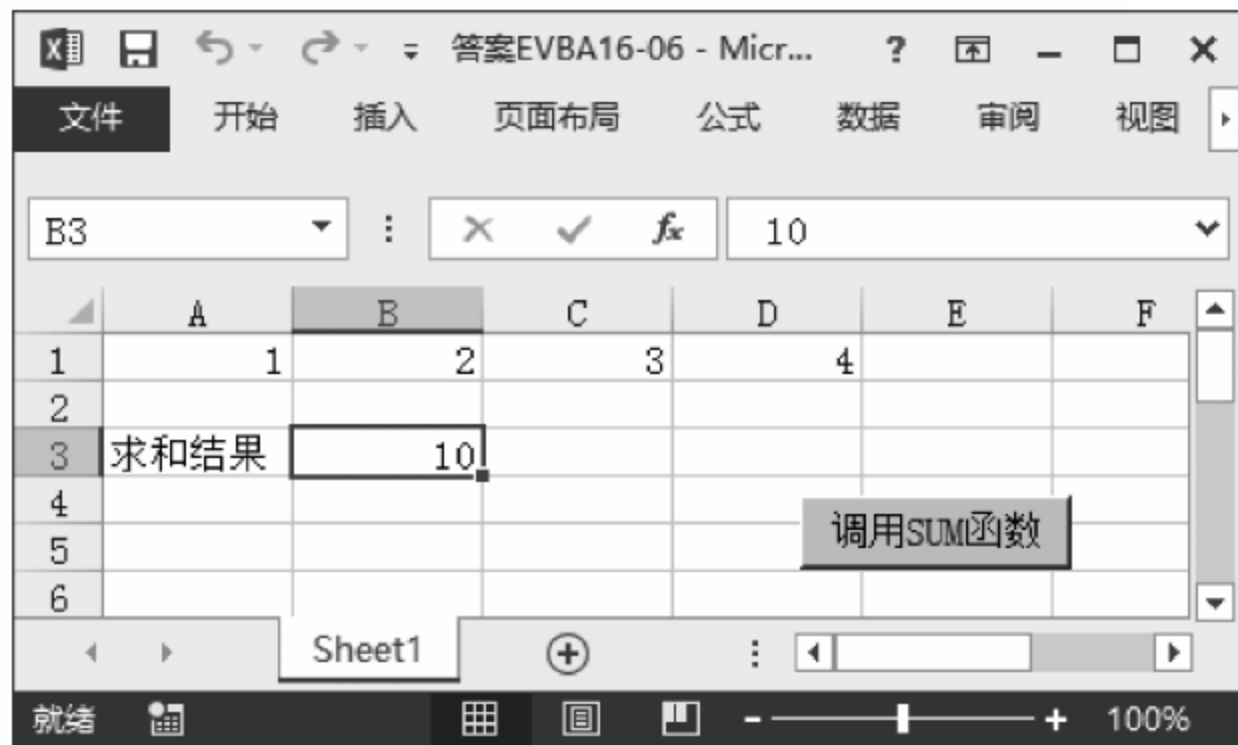 答案EVBA16-06 - Micr... ?
文件 开始 插入 页面布局 公式 数据 审阅 视图
B3 fx 10
A B C D E F
1 1 2 3 4
2
3 求和结果 10
4
调用SUM函数
5
6
Sheet1
就绪 100%